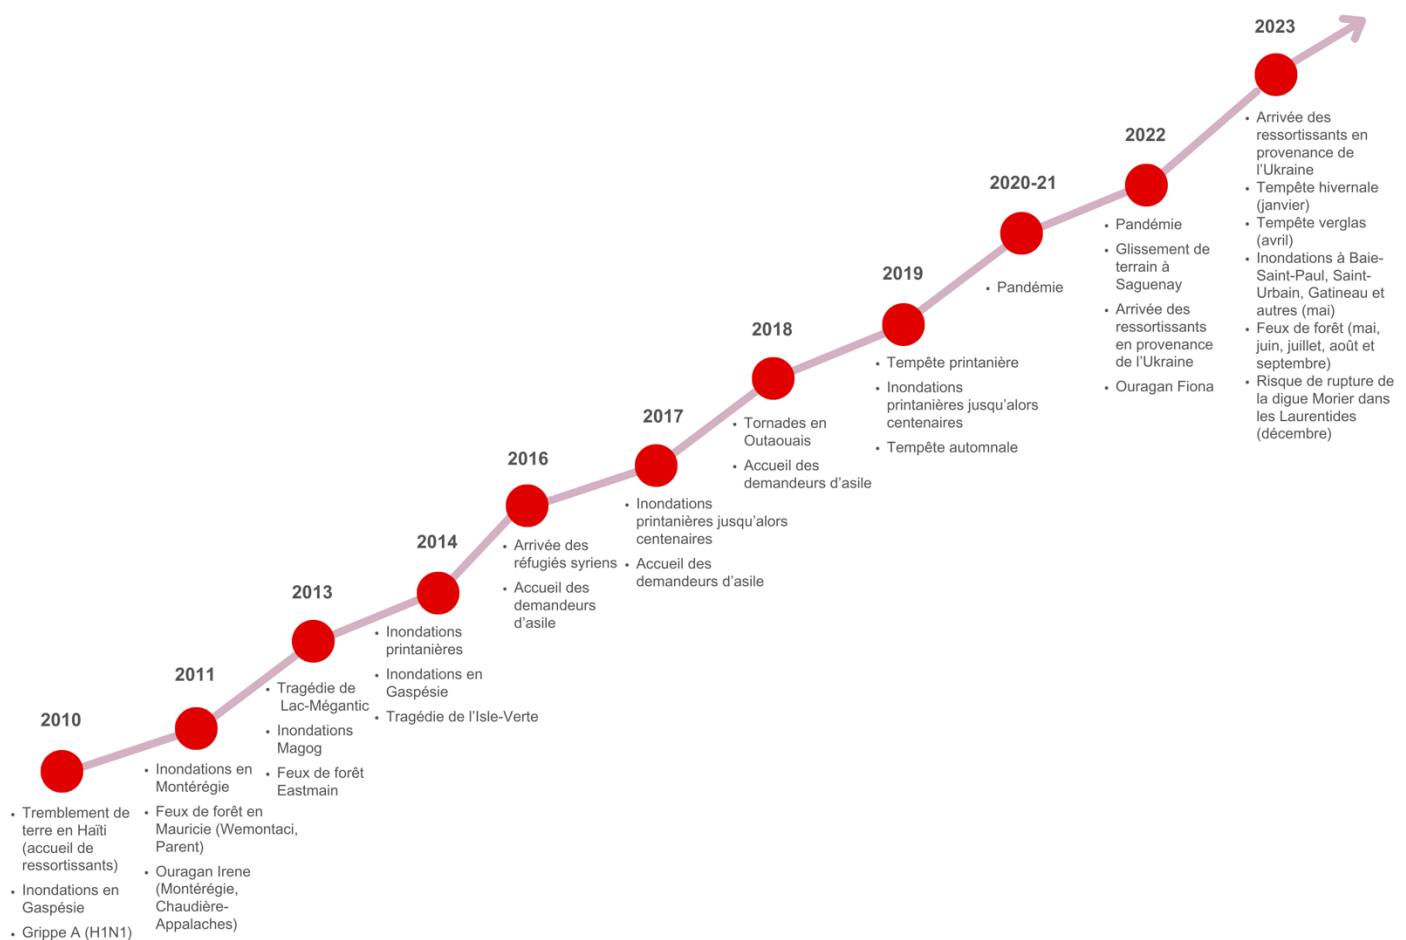 2010
• Tremblement de
terre en Haïti
(accueil de
ressortissants)
• Inondations en
Gaspésie
• Grippe A (H1N1)
2011
• Inondations en
Montérégie
• Feux de forêt en
Mauricie (Wemontaci,
Parent)
• Ouragan Irene
(Montérégie,
Chaudière-
Appalaches)
2013
• Tragédie de
Lac-Mégantic
• Inondations
Magog
• Feux de forêt
Eastmain
2014
• Inondations
printanières
• Inondations en
Gaspésie
• Tragédie de l'Isle-Verte
2016
• Arrivée des
réfugiés syriens
• Accueil des
demandeurs
d'asile
2017
• Inondations
printanières jusqu'alors
centenaires
• Accueil des
demandeurs d'asile
2018
• Tornades en
Outaouais
• Accueil des
demandeurs d'asile
2019
• Tempête printanière
• Inondations
printanières jusqu'alors
centenaires
• Tempête automnale
2020-21
• Pandémie
2022
• Pandémie
• Glissement de
terrain à
Saguenay
• Arrivée des
ressortissants
en provenance
de l'Ukraine
• Ouragan Fiona
2023
• Arrivée des
ressortissants en
provenance de
l'Ukraine
• Tempête hivernale
(janvier)
• Tempête verglas
(avril)
• Inondations à Baie-
Saint-Paul, Saint-
Urbain, Gatineau et
autres (mai)
• Feux de forêt (mai,
juin, juillet, août et
septembre)
• Risque de rupture de
la digue Morier dans
les Laurentides
(décembre)